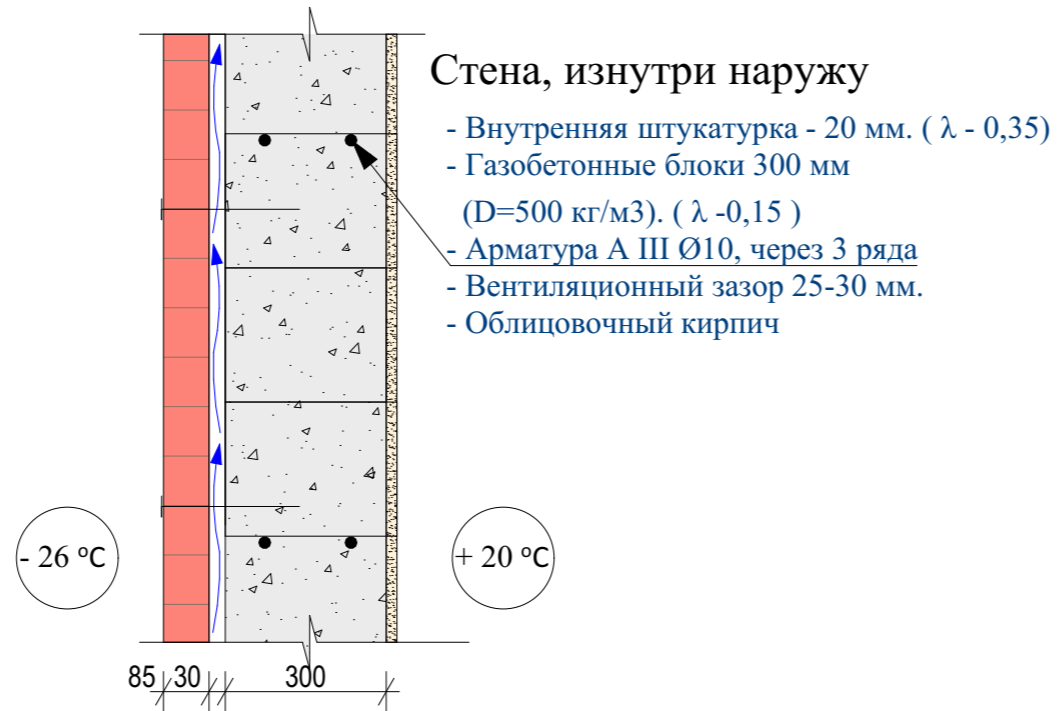 Стена, изнутри наружу
- Внутренняя штукатурка - 20 мм. ( λ - 0,35)
- Газобетонные блоки 300 мм
(D=500 кг/м3). ( λ -0,15 )
- Арматура А III Ø10, через 3 ряда
- Вентиляционный зазор 25-30 мм.
- Облицовочный кирпич
- 26 °C
+ 20 °C
85 30 300